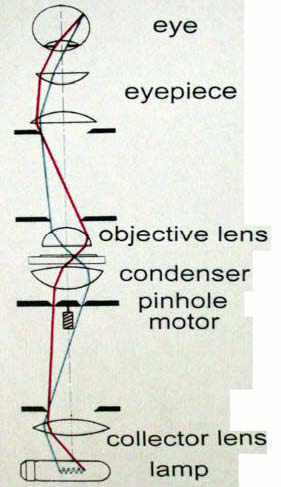 eye
eyepiece
objective lens
condenser
pinhole
motor
collector lens
lamp